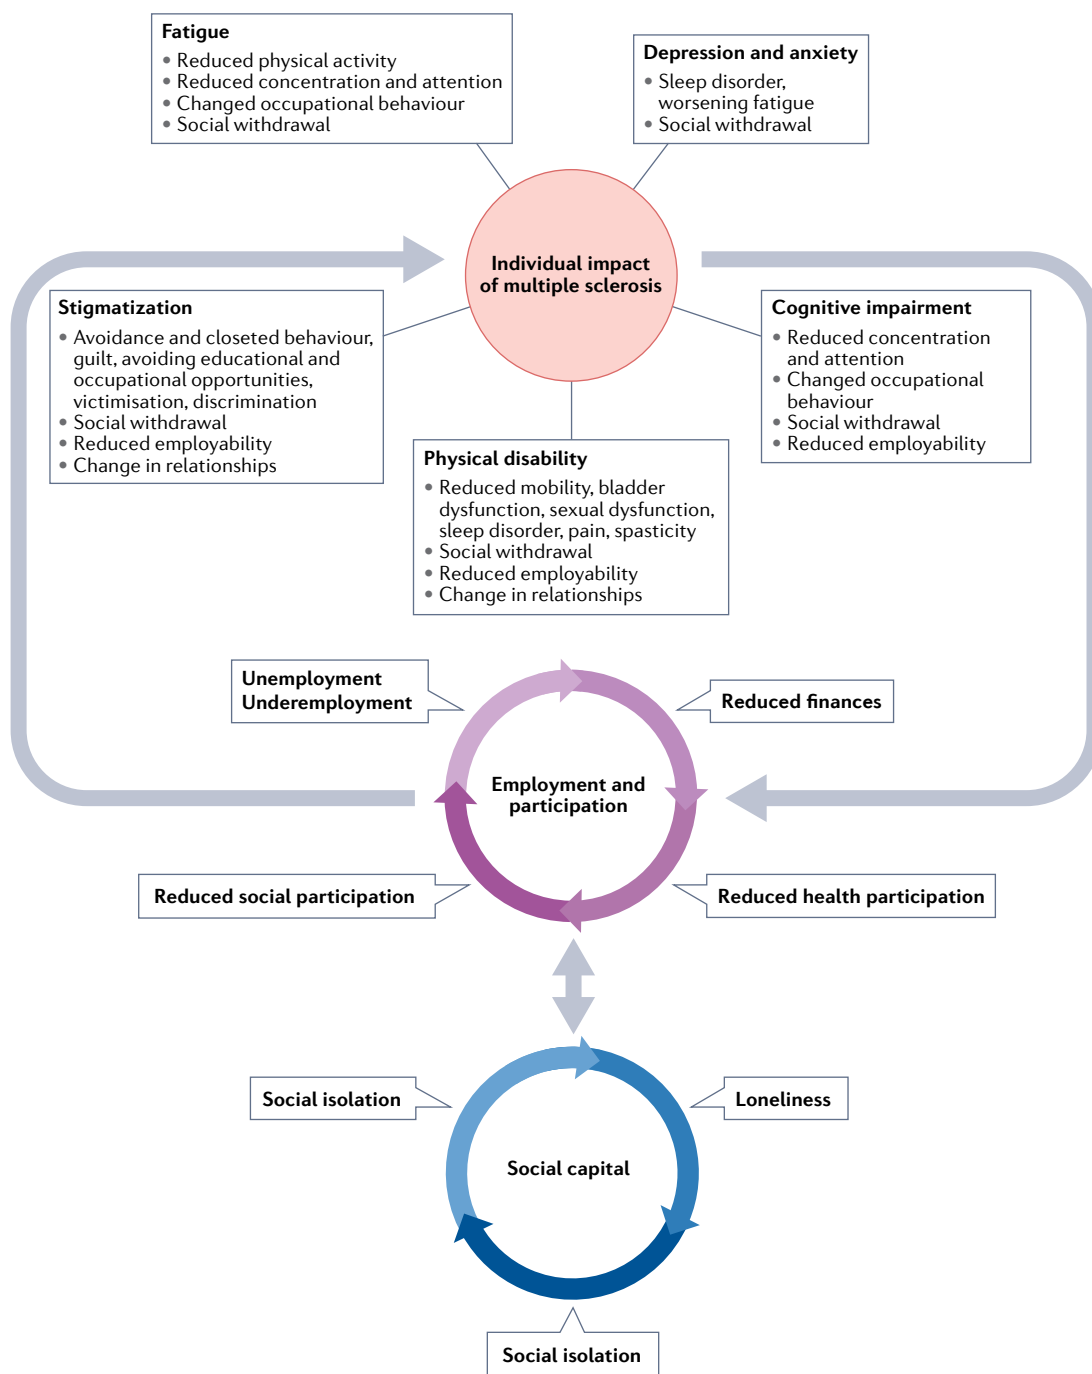 Fatigue
• Reduced physical activity
• Reduced concentration and attention
• Changed occupational behaviour
• Social withdrawal
Depression and anxiety
• Sleep disorder,
worsening fatigue
• Social withdrawal
Individual impact
of multiple sclerosis
Stigmatization
• Avoidance and closeted behaviour,
guilt, avoiding educational and
occupational opportunities,
victimisation, discrimination
• Social withdrawal
• Reduced employability
• Change in relationships
Cognitive impairment
• Reduced concentration
and attention
• Changed occupational
behaviour
• Social withdrawal
• Reduced employability
Physical disability
• Reduced mobility, bladder
dysfunction, sexual dysfunction,
sleep disorder, pain, spasticity
• Social withdrawal
• Reduced employability
• Change in relationships
Unemployment
Underemployment
Reduced finances
Employment and
participation
Reduced social participation
Reduced health participation
Social isolation
Loneliness
Social capital
Social isolation